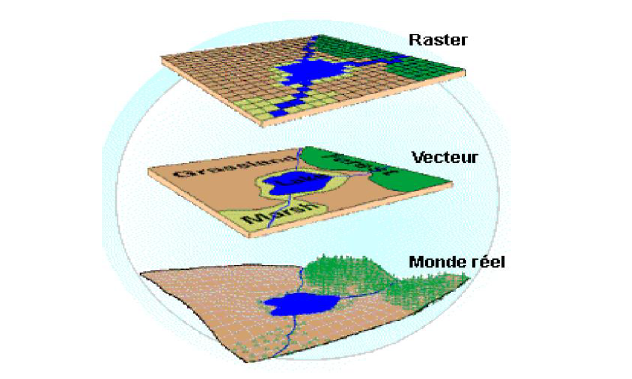 Raster
Vecteur
Grassland
Forest
Lake
Marsh
Monde réel